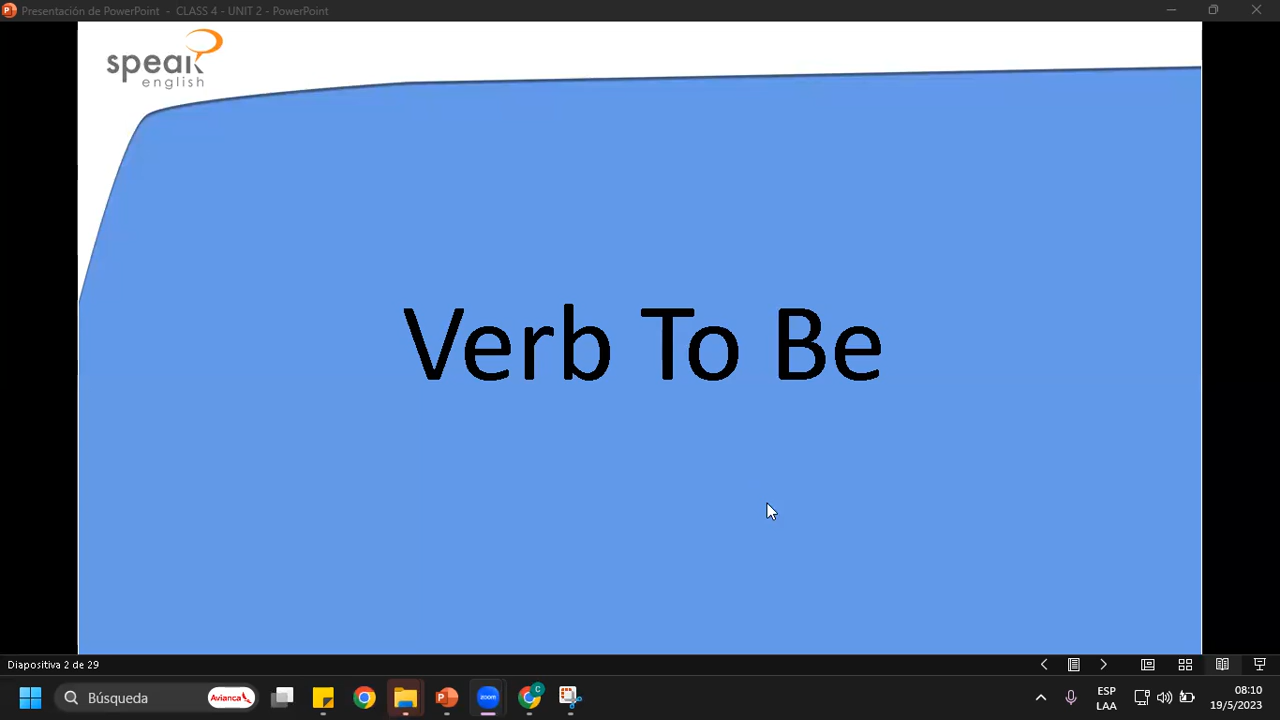 Presentación de PowerPoint - CLASS 4 - UNIT 2 - PowerPoint
speak
english
Verb To Be
Diapositiva 2 de 29
Búsqueda
Avianca
zoom
C
ESP
LAA
08:10
19/5/2023